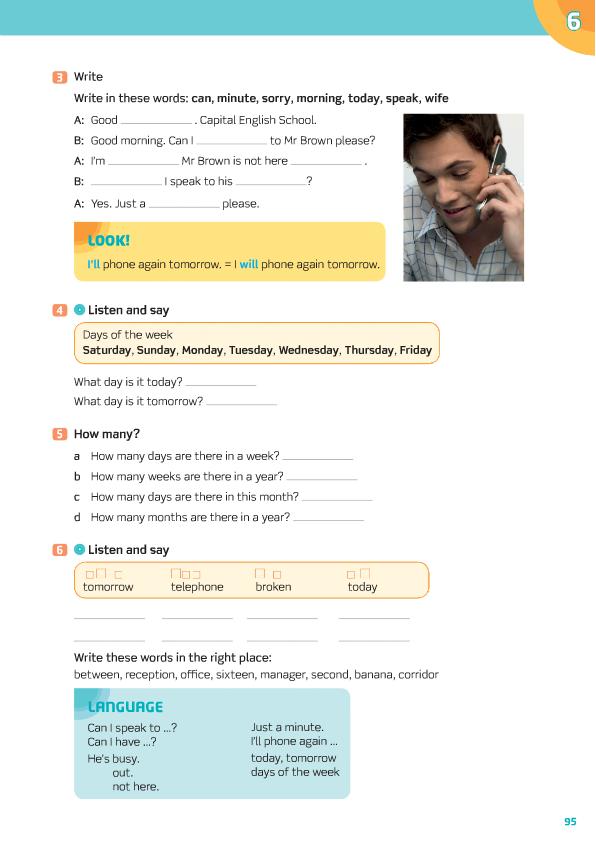 6
3 Write
Write in these words: can, minute, sorry, morning, today, speak, wife
A: Good ____________ . Capital English School.
B: Good morning. Can I ____________ to Mr Brown please?
A: I'm ____________ Mr Brown is not here ____________ .
B: ____________ I speak to his ____________?
A: Yes. Just a ____________ please.
LOOK!
I'll phone again tomorrow. = I will phone again tomorrow.
4 Listen and say
Days of the week
Saturday, Sunday, Monday, Tuesday, Wednesday, Thursday, Friday
What day is it today? ____________
What day is it tomorrow? ____________
5 How many?
a How many days are there in a week? ____________
b How many weeks are there in a year? ____________
c How many days are there in this month? ____________
d How many months are there in a year? ____________
6 Listen and say
tomorrow telephone broken today
Write these words in the right place:
between, reception, office, sixteen, manager, second, banana, corridor
LANGUAGE
Can I speak to ...? Just a minute.
Can I have ...? I'll phone again ...
He's busy. today, tomorrow
out. days of the week
not here.
95